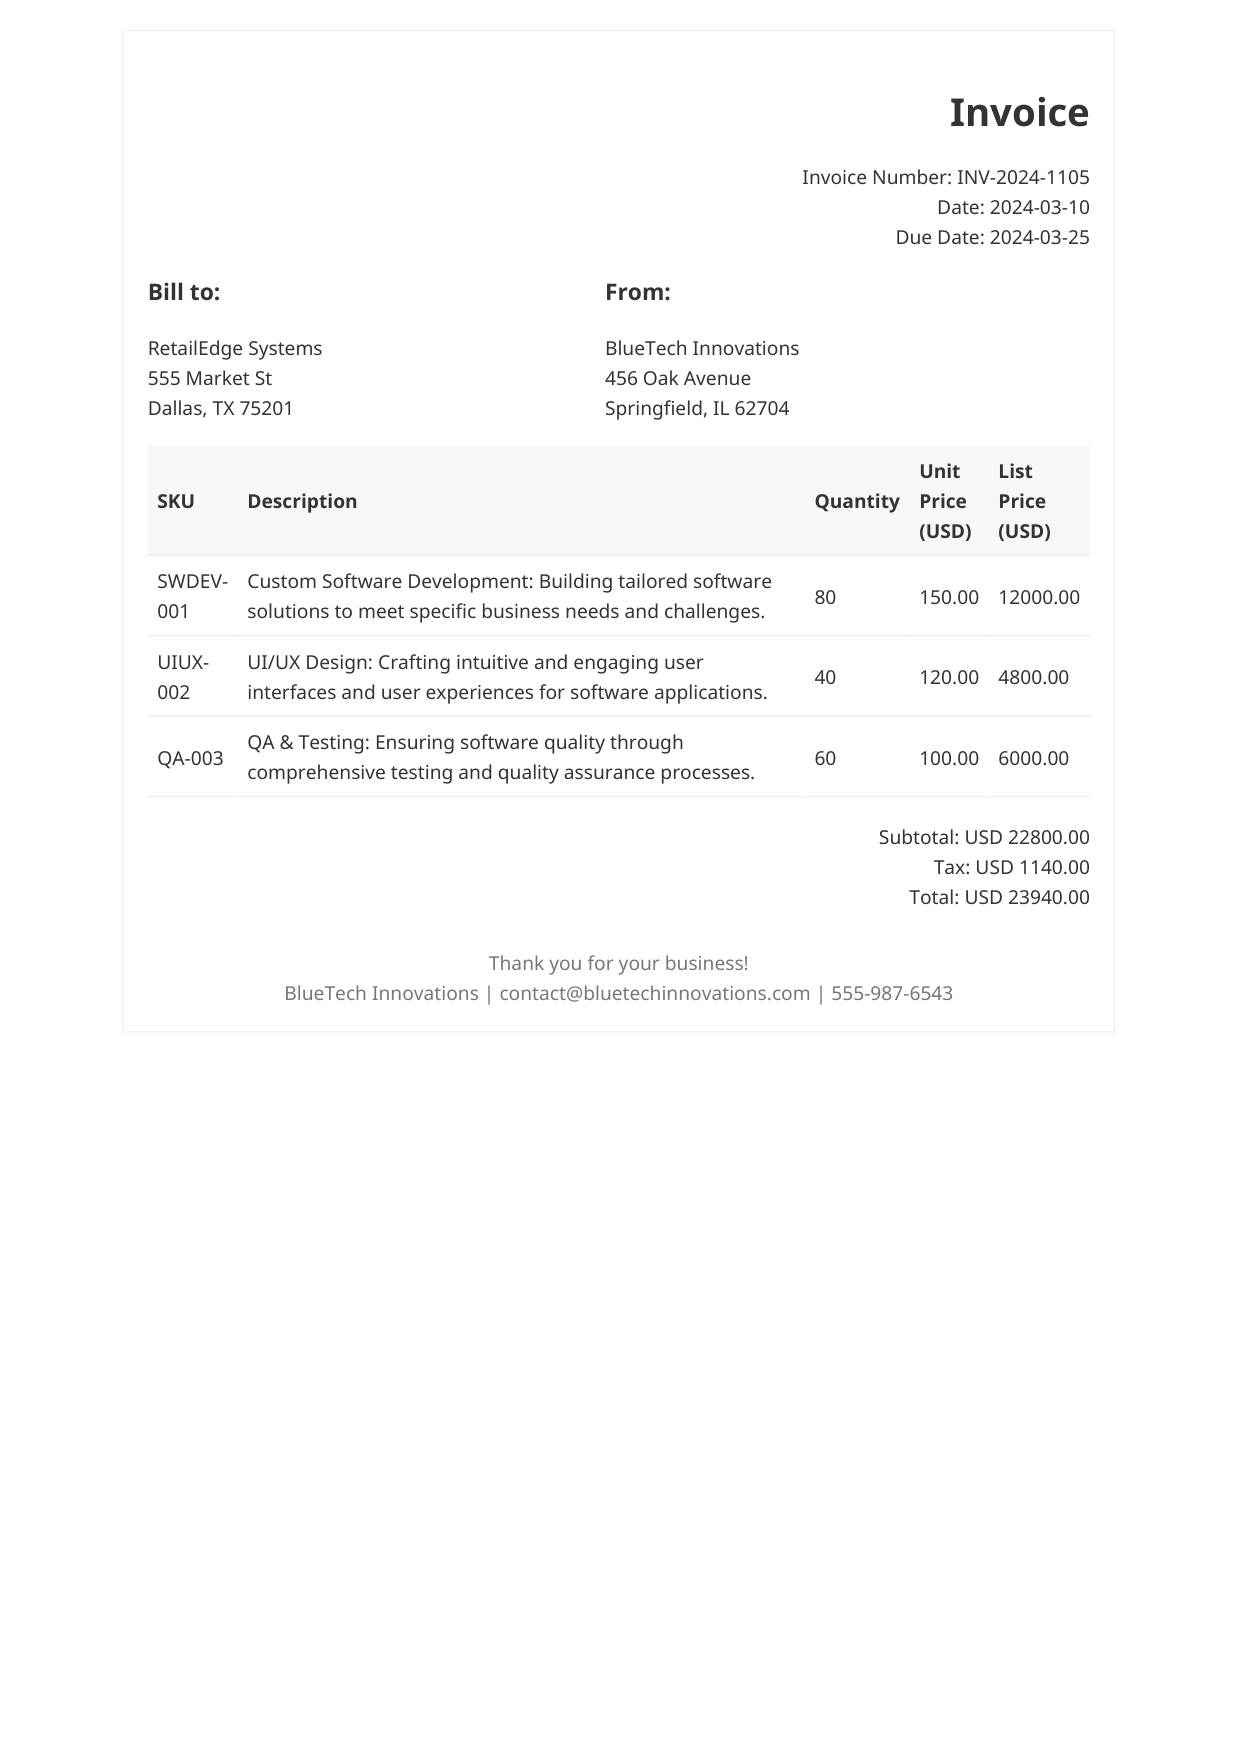 Invoice
Invoice Number: INV-2024-1105
Date: 2024-03-10
Due Date: 2024-03-25
Bill to:
RetailEdge Systems
555 Market St
Dallas, TX 75201
From:
BlueTech Innovations
456 Oak Avenue
Springfield, IL 62704
SKU Description Quantity Unit Price (USD) List Price (USD)
SWDEV-001 Custom Software Development: Building tailored software solutions to meet specific business needs and challenges. 80 150.00 12000.00
UIUX-002 UI/UX Design: Crafting intuitive and engaging user interfaces and user experiences for software applications. 40 120.00 4800.00
QA-003 QA & Testing: Ensuring software quality through comprehensive testing and quality assurance processes. 60 100.00 6000.00
Subtotal: USD 22800.00
Tax: USD 1140.00
Total: USD 23940.00
Thank you for your business!
BlueTech Innovations | contact@bluetechinnovations.com | 555-987-6543